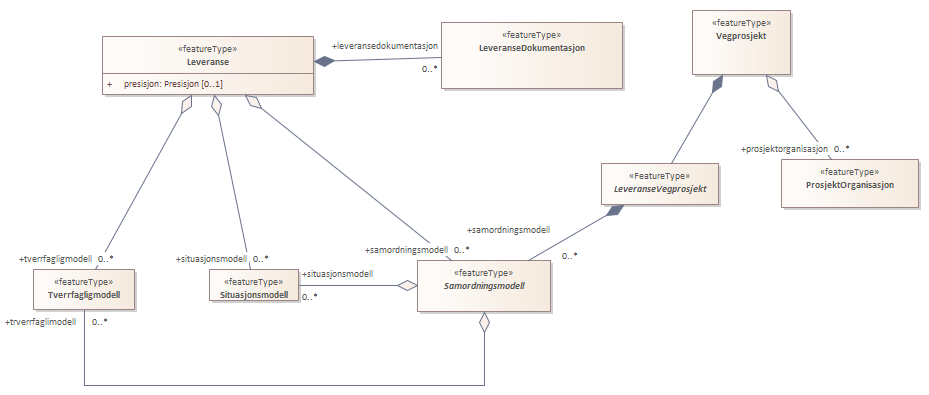 «featureType»
Leveranse
+ presisjon: Presisjon [0..1]
+leveransedokumentasjon
0..*
«featureType»
LeveranseDokumentasjon
«featureType»
Vegprosjekt
+prosjektorganisasjon 0..*
«FeatureType»
LeveranseVegprosjekt
«featureType»
ProsjektOrganisasjon
+samordningsmodell
0..*
+tverrfagligmodell 0..*
+situasjonsmodell 0..*
+samordningsmodell 0..*
«featureType»
Tverrfagligmodell
«featureType»
Situasjonsmodell
+situasjonsmodell
0..*
«featureType»
Samordningsmodell
+trverrfaglimodell 0..*